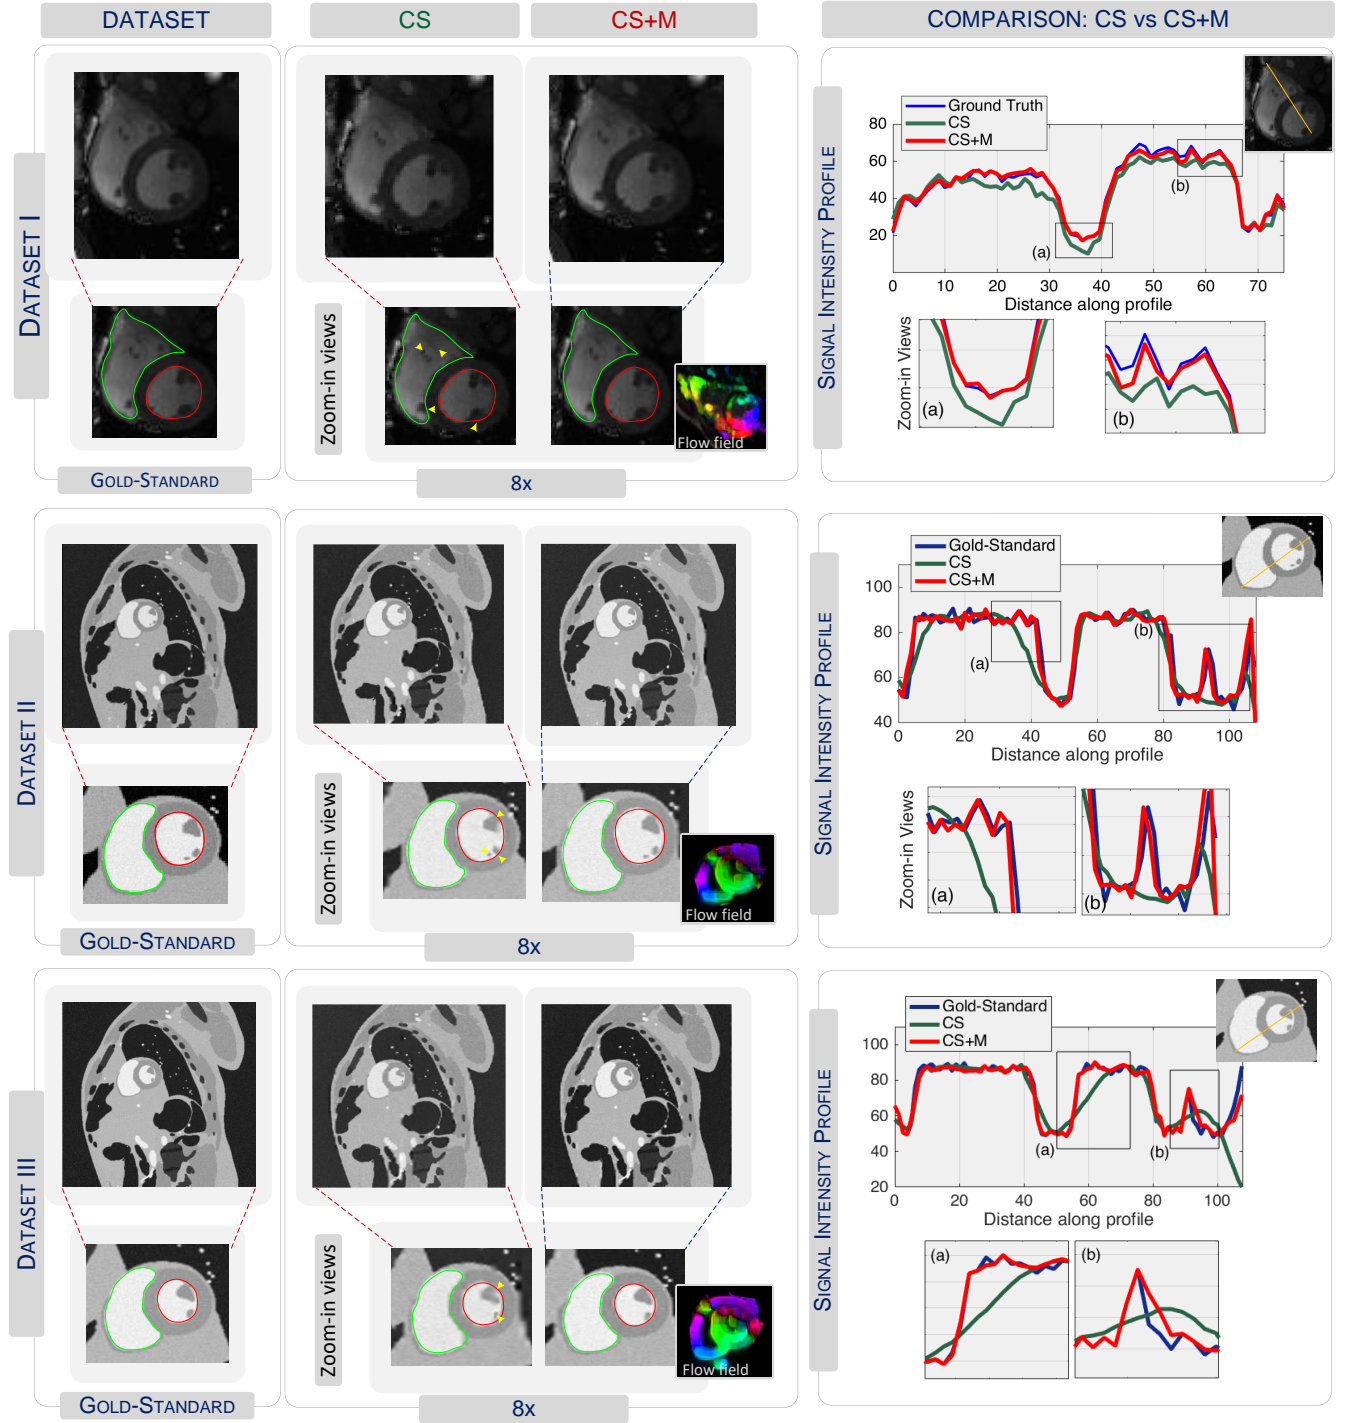 DATASET
CS
CS+M
COMPARISON: CS vs CS+M
DATASET I
GOLD-STANDARD
Zoom-in views
Flow field
8x
SIGNAL INTENSITY PROFILE
Ground Truth
CS
CS+M
80
60
40
20
(a)
(b)
0 10 20 30 40 50 60 70
Distance along profile
Zoom-in Views
(a)
(b)
DATASET II
GOLD-STANDARD
Zoom-in views
Flow field
8x
SIGNAL INTENSITY PROFILE
Gold-Standard
CS
CS+M
100
80
60
40
(a)
(b)
0 20 40 60 80 100
Distance along profile
Zoom-in Views
(a)
(b)
DATASET III
GOLD-STANDARD
Zoom-in views
Flow field
8x
SIGNAL INTENSITY PROFILE
Gold-Standard
CS
CS+M
100
80
60
40
20
(a)
(b)
0 20 40 60 80 100
Distance along profile
(a)
(b)